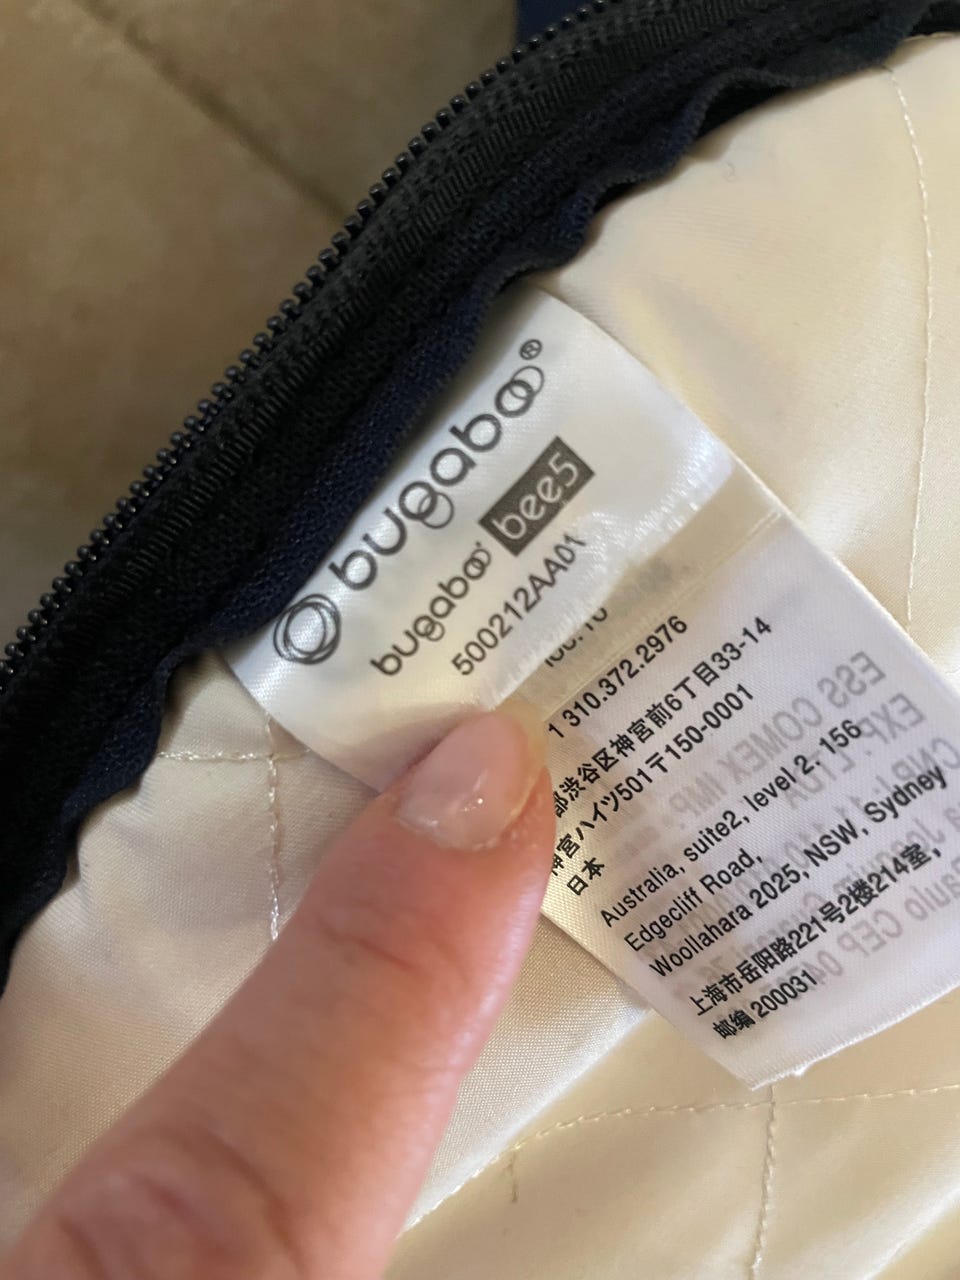 bugaboo®
bugaboo® bee5
500212AA01
1 310.372.2976
都渋谷区神宮前6丁目33-14
神宮ハイツ501 〒150-0001
日本
Australia, suite2, level 2. 156
Edgecliff Road,
Woollahra 2025, NSW, Sydney
上海市岳阳路221号2楼214室,
邮编 200031